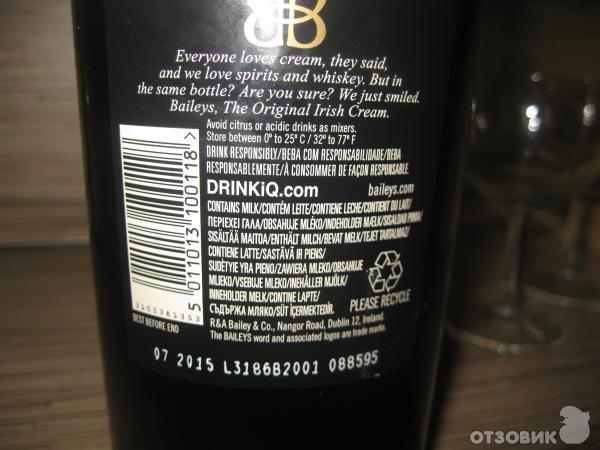 Everyone loves cream, they said,
and we love spirits and whiskey. But in
the same bottle? Are you sure? We just smiled.
Baileys, The Original Irish Cream.
Avoid citrus or acidic drinks as mixers.
Store between 0° to 25° C / 32° to 77° F
DRINK RESPONSIBLY/BEBA COM RESPONSABILIDADE/BEBA
RESPONSABLEMENTE/À CONSOMMER DE FAÇON RESPONSABLE.
DRINKiQ.com baileys.com
CONTAINS MILK/CONTÉM LEITE/CONTIENE LECHE/CONTIENT DU LAIT/
ΠΕΡΙΕΧΕΙ ΓΑΛΑ/OBSAHUJE MLÉKO/INDEHOLDER MÆLK/SISALDAB PIIMA/
SISÄLTÄÄ MAITOA/ENTHÄLT MILCH/BEVAT MELK/TEJET TARTALMAZ/
CONTIENE LATTE/SASTĀVĀ IR PIENS/
SUDĖTYJE YRA PIENO/ZAWIERA MLEKO/OBSAHUJE
MLIEKO/VSEBUJE MLEKO/INEHÅLLER MJÖLK/
INNEHOLDER MELK/CONTINE LAPTE/
СЪДЪРЖА МЛЯКО/SÜT İÇERMEKTEDİR.
PLEASE RECYCLE
R&A Bailey & Co., Nangor Road, Dublin 12, Ireland.
The BAILEYS word and associated logos are trade marks.
5 011013 100118 >
BEST BEFORE END
07 2015 L3186B2001 088595
ОТЗОВИК